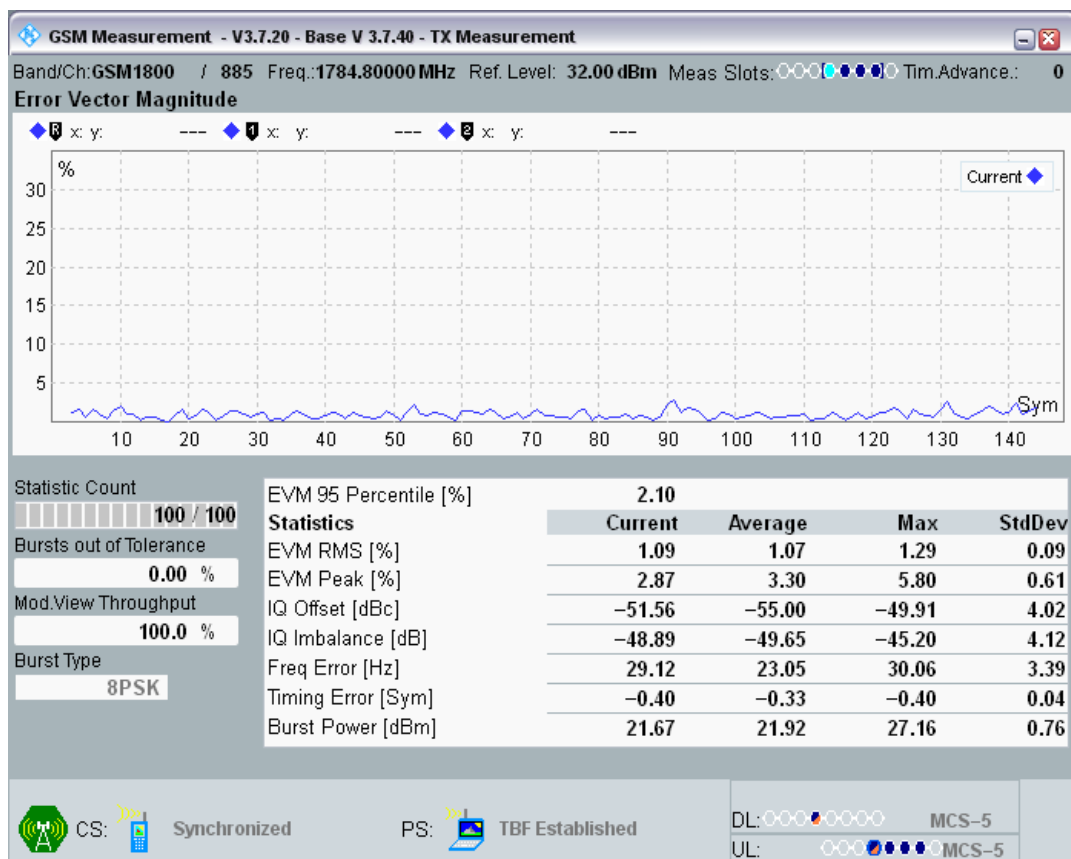 GSM Measurement - V3.7.20 - Base V 3.7.40 - TX Measurement
Band/Ch:GSM1800 / 885 Freq.:1784.80000 MHz Ref. Level: 32.00 dBm Meas Slots: Tim.Advance.: 0
Error Vector Magnitude
R x: y: --- 1 x: y: --- 2 x: y: ---
%
Current
30
25
20
15
10
5
Sym
10 20 30 40 50 60 70 80 90 100 110 120 130 140
Statistic Count
100 / 100
Bursts out of Tolerance
0.00 %
Mod.View Throughput
100.0 %
Burst Type
8PSK
EVM 95 Percentile [%] 2.10
Statistics Current Average Max StdDev
EVM RMS [%] 1.09 1.07 1.29 0.09
EVM Peak [%] 2.87 3.30 5.80 0.61
IQ Offset [dBc] −51.56 −55.00 −49.91 4.02
IQ Imbalance [dB] −48.89 −49.65 −45.20 4.12
Freq Error [Hz] 29.12 23.05 30.06 3.39
Timing Error [Sym] −0.40 −0.33 −0.40 0.04
Burst Power [dBm] 21.67 21.92 27.16 0.76
CS: Synchronized PS: TBF Established
DL: MCS−5
UL: MCS−5